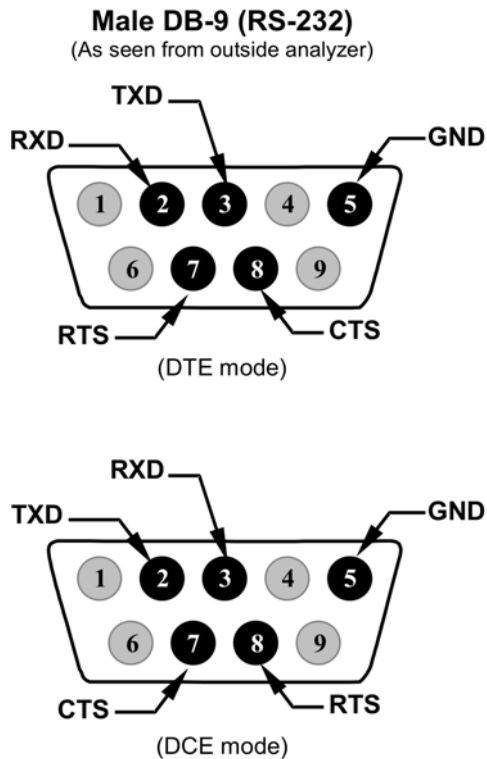 Male DB-9 (RS-232)
(As seen from outside analyzer)
TXD
RXD
GND
1 2 3 4 5
6 7 8 9
RTS
CTS
(DTE mode)
RXD
TXD
GND
1 2 3 4 5
6 7 8 9
CTS
RTS
(DCE mode)